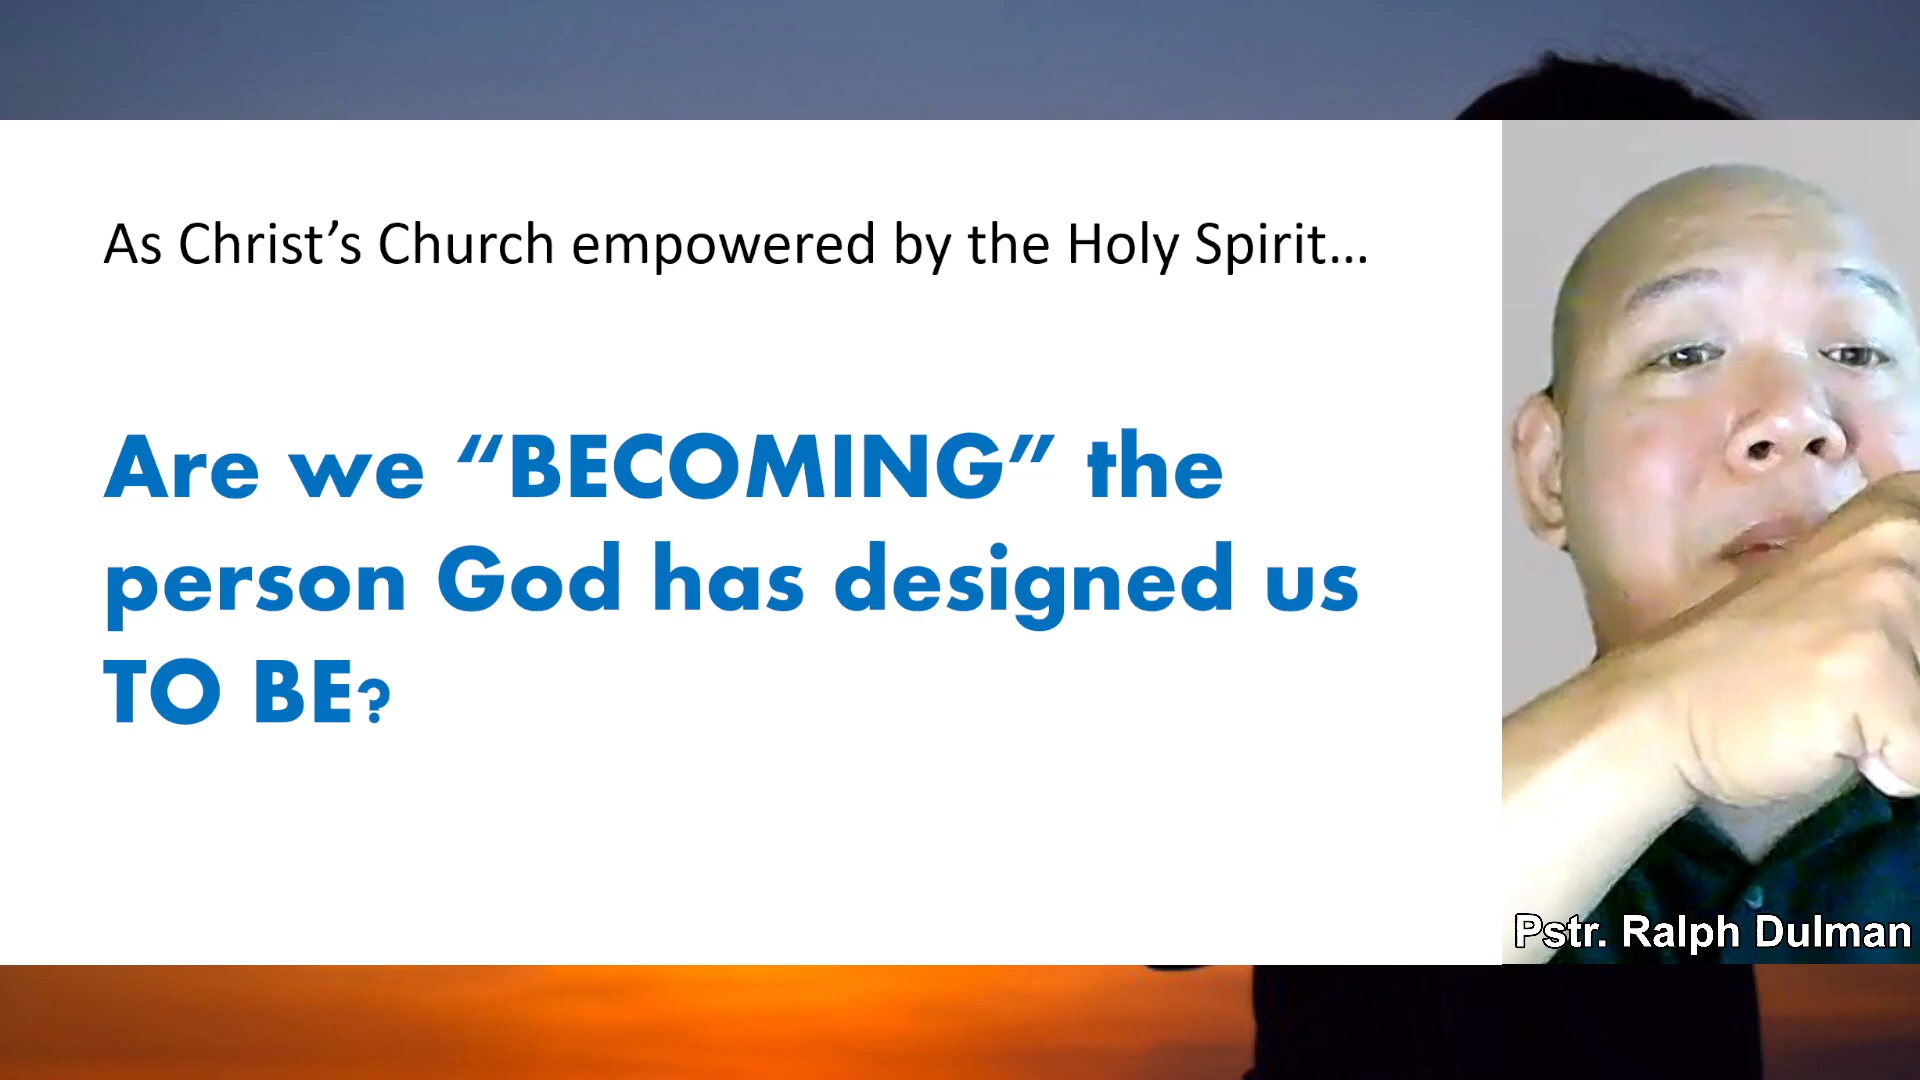 As Christ’s Church empowered by the Holy Spirit…
Are we “BECOMING” the
person God has designed us
TO BE?
Pstr. Ralph Dulman